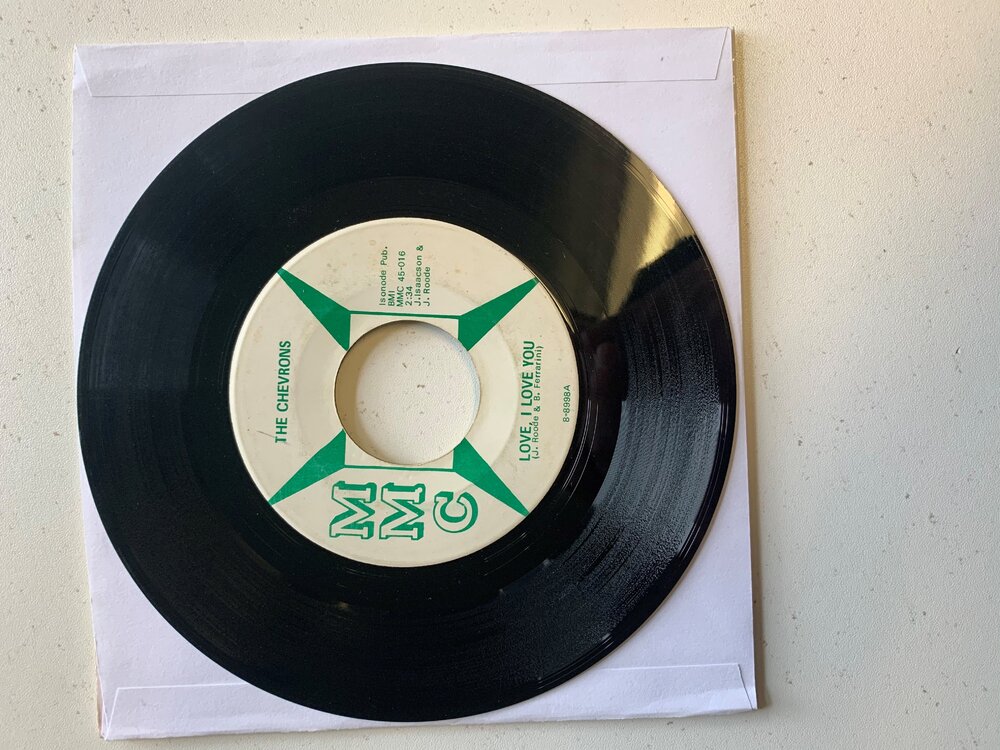 THE CHEVRONS
MMC
Isonode Pub.
BMI
MMC 45-016
2:34
J.Isaacson &
J. Roode
LOVE, I LOVE YOU
(J. Roode & B. Ferrarini)
8-8998A